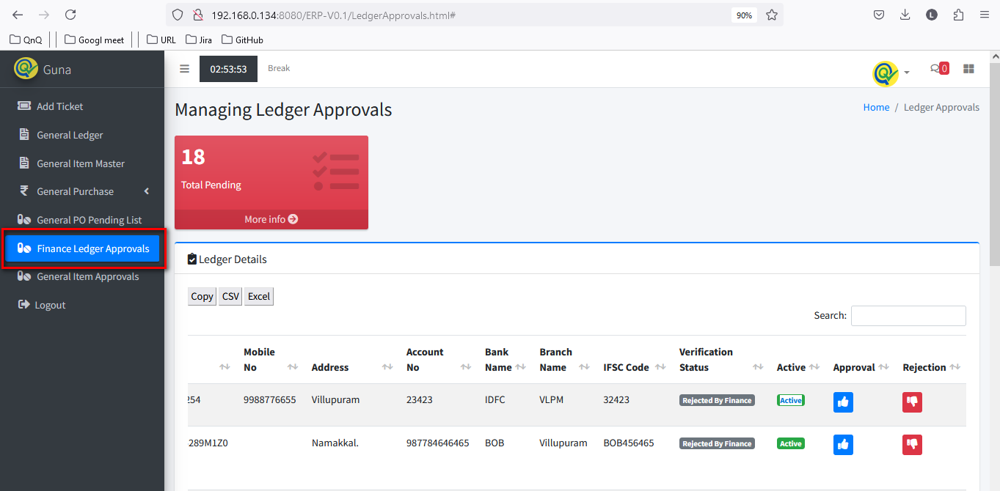 192.168.0.134:8080/ERP-V0.1/LedgerApprovals.html#
90%
L
QnQ
Googl meet
URL
Jira
GitHub
Guna
02:53:53
Break
0
Add Ticket
General Ledger
General Item Master
General Purchase
General PO Pending List
Finance Ledger Approvals
General Item Approvals
Logout
Managing Ledger Approvals
Home / Ledger Approvals
18
Total Pending
More info
Ledger Details
Copy CSV Excel
Search:
Mobile No Address Account No Bank Name Branch Name IFSC Code Verification Status Active Approval Rejection
254 9988776655 Villupuram 23423 IDFC VLPM 32423 Rejected By Finance Active
289M1Z0 Namakkal. 987784646465 BOB Villupuram BOB456465 Rejected By Finance Active